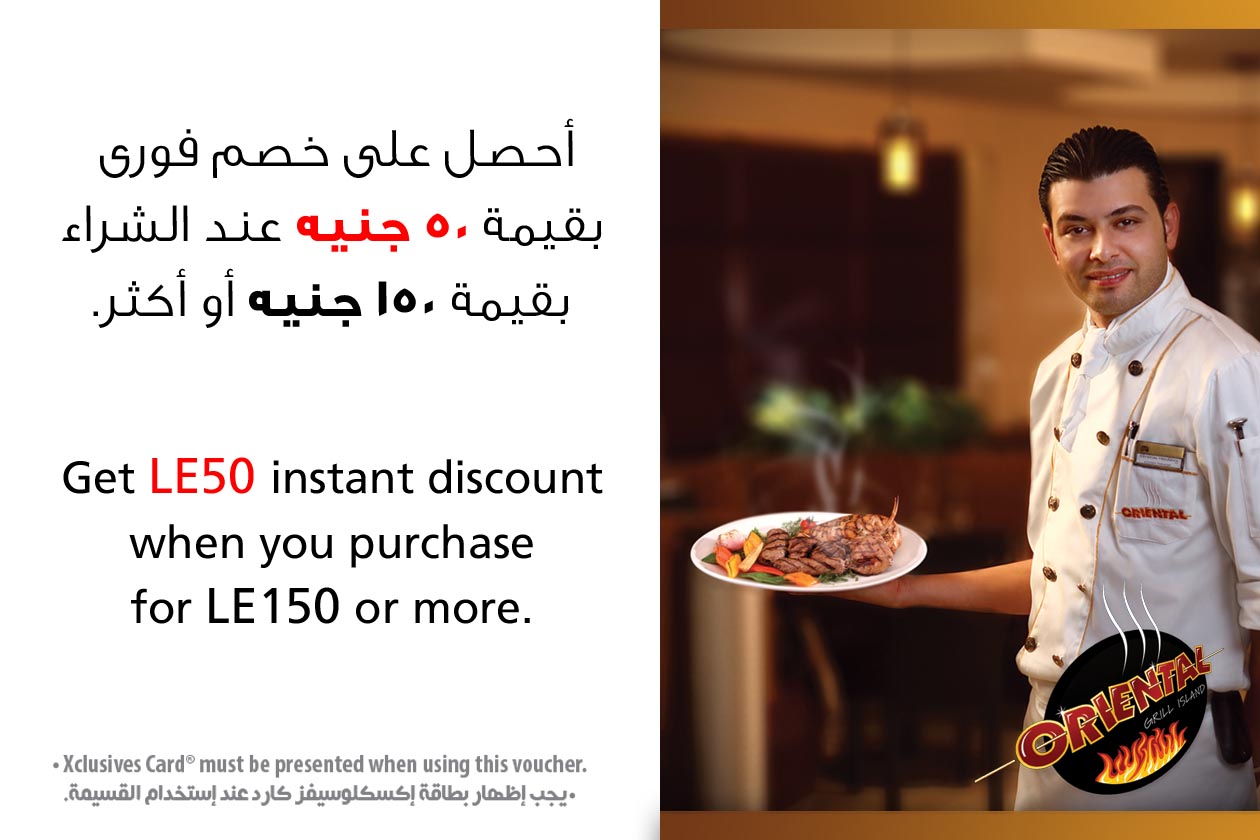 أحصل على خصم فورى
بقيمة ٥٠ جنيه عند الشراء
بقيمة ١٥٠ جنيه أو أكثر.
Get LE50 instant discount
when you purchase
for LE150 or more.
• Xclusives Card® must be presented when using this voucher.
•يجب إظهار بطاقة إكسكلوسيفز كارد عند إستخدام القسيمة.
ORIENTAL
ORIENTAL
GRILL ISLAND